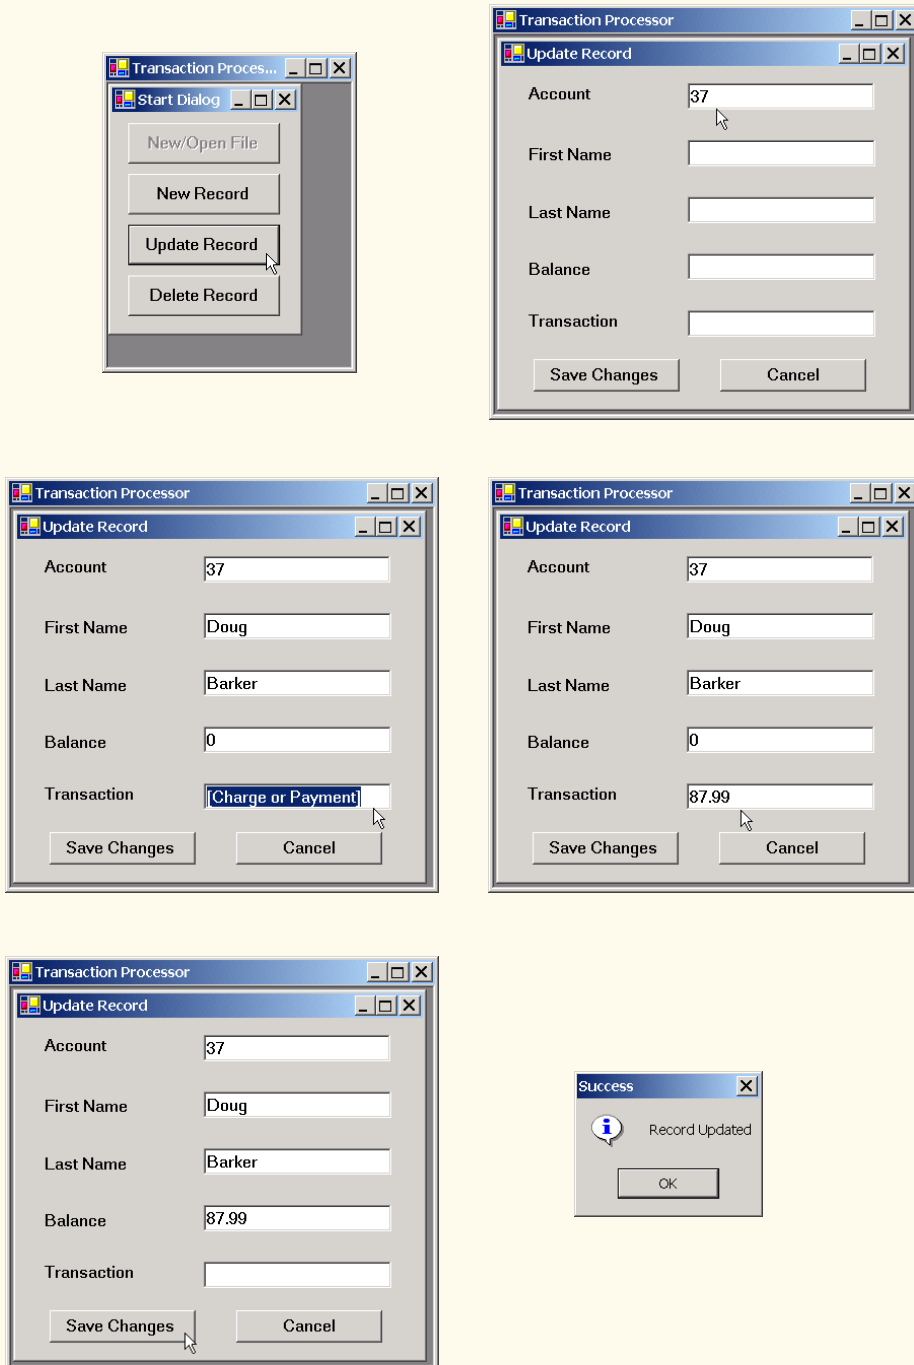 Transaction Proces...
Start Dialog
New/Open File
New Record
Update Record
Delete Record
Transaction Processor
Update Record
Account 37
First Name
Last Name
Balance
Transaction
Save Changes Cancel
Transaction Processor
Update Record
Account 37
First Name Doug
Last Name Barker
Balance 0
Transaction [Charge or Payment]
Save Changes Cancel
Transaction Processor
Update Record
Account 37
First Name Doug
Last Name Barker
Balance 0
Transaction 87.99
Save Changes Cancel
Transaction Processor
Update Record
Account 37
First Name Doug
Last Name Barker
Balance 87.99
Transaction
Save Changes Cancel
Success
Record Updated
OK